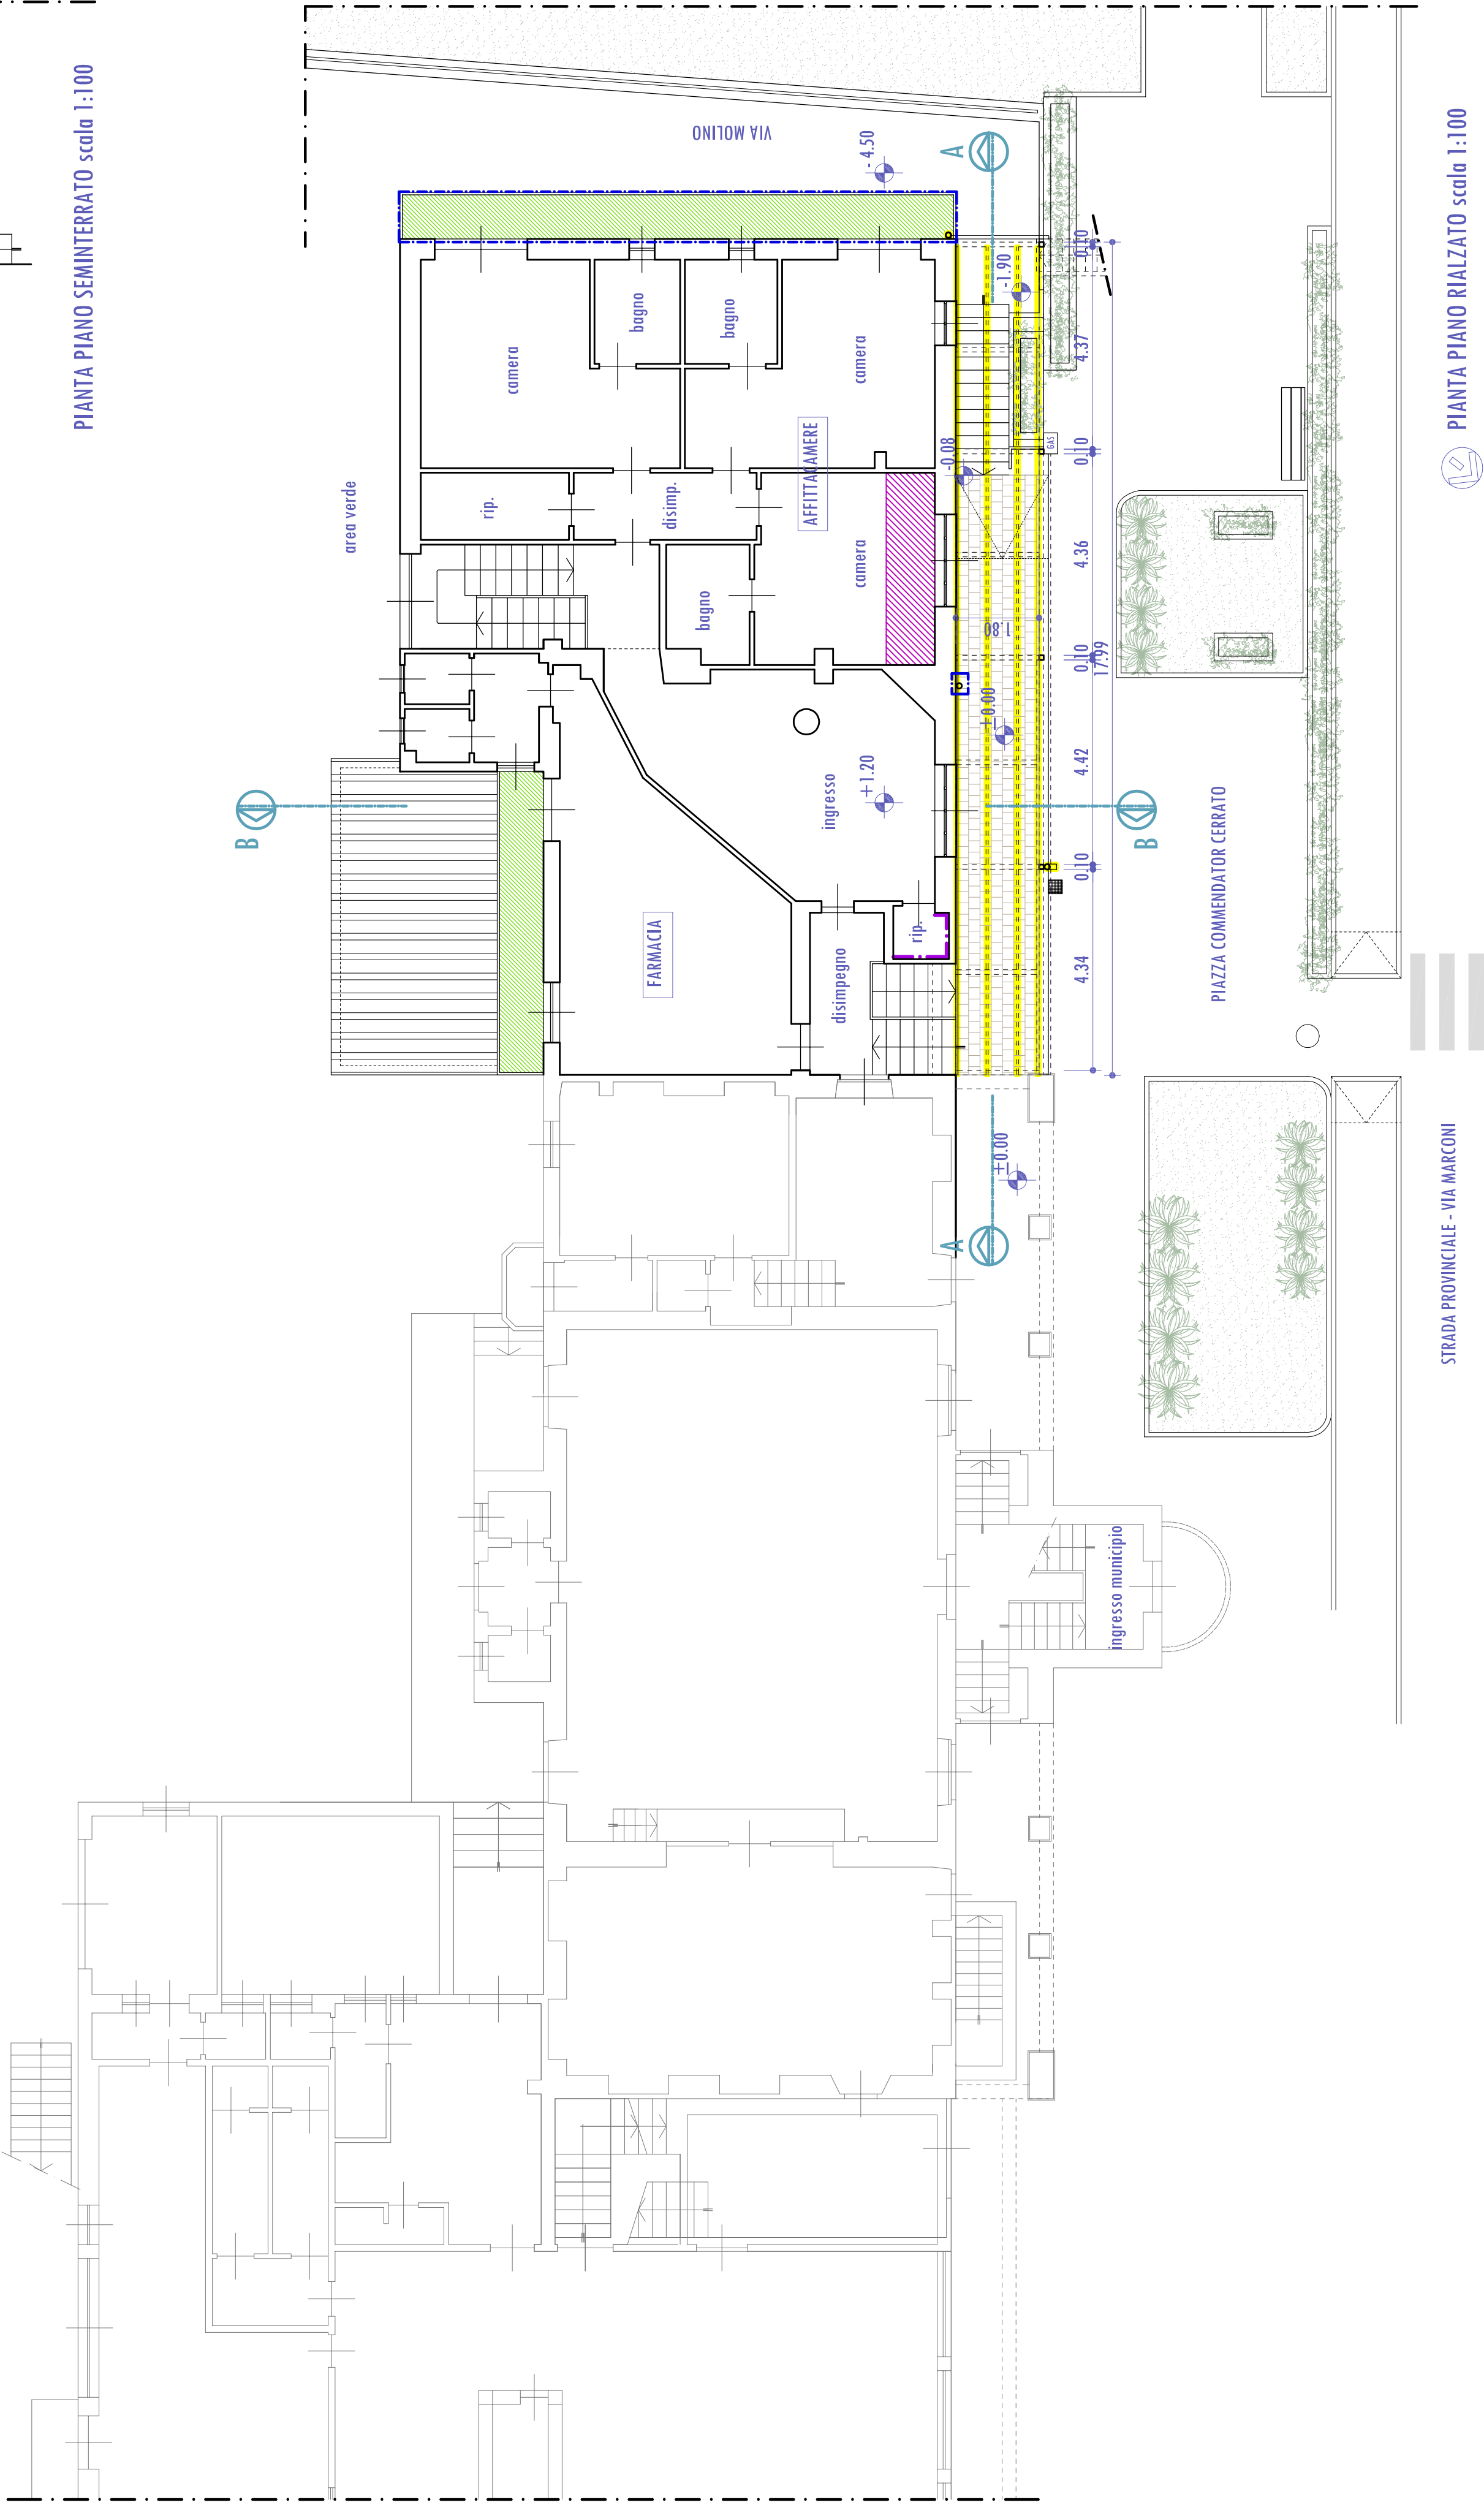 PIANTA PIANO SEMINTERRATO scala 1:100
area verde
rip.
camera
bagno
disimp.
bagno
bagno
camera
AFFITTACAMERE
camera
VIA MOLINO
- 4.50
A
-1.90
-0.08
GAS
0.10
4.37
0.10
4.36
0.10
17.99
4.42
0.10
4.34
1.80
+0.00
+1.20
ingresso
B
B
FARMACIA
rip.
disimpegno
PIAZZA COMMENDATOR CERRATO
+0.00
A
ingresso municipio
STRADA PROVINCIALE - VIA MARCONI
PIANTA PIANO RIALZATO scala 1:100